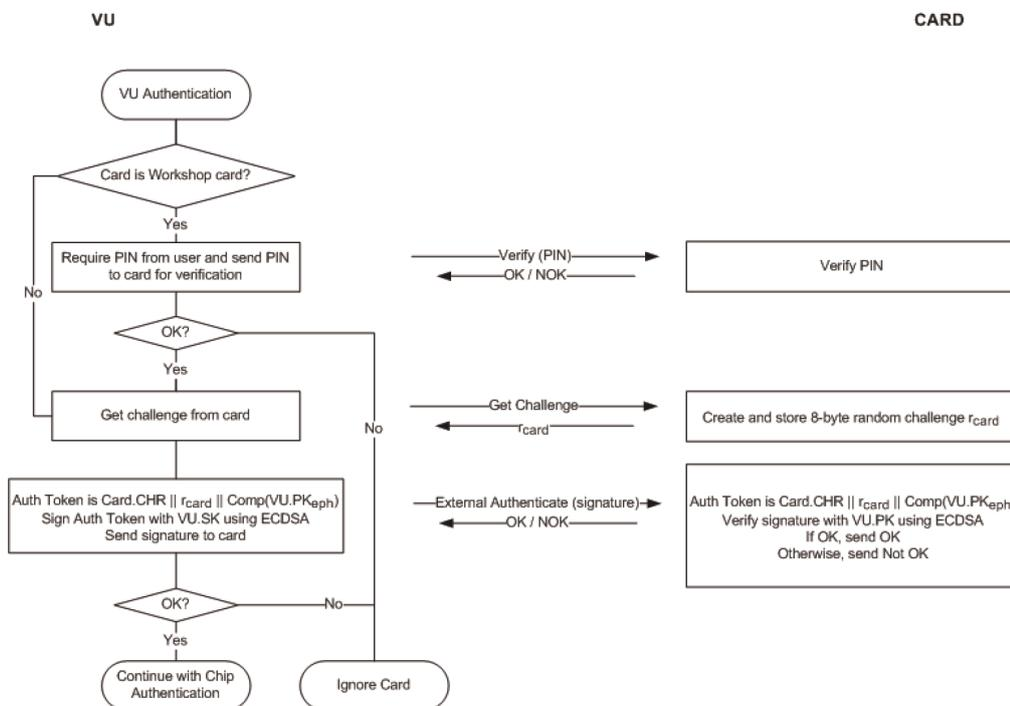 VU
CARD
VU Authentication
Card is Workshop card?
Yes
Require PIN from user and send PIN
to card for verification
Verify (PIN)
OK / NOK
Verify PIN
No
OK?
Yes
Get challenge from card
Get Challenge
rcard
Create and store 8-byte random challenge rcard
No
Auth Token is Card.CHR || rcard || Comp(VU.PKeph)
Sign Auth Token with VU.SK using ECDSA
Send signature to card
External Authenticate (signature)
OK / NOK
Auth Token is Card.CHR || rcard || Comp(VU.PKeph
Verify signature with VU.PK using ECDSA
If OK, send OK
Otherwise, send Not OK
OK?
No
Yes
Continue with Chip
Authentication
Ignore Card